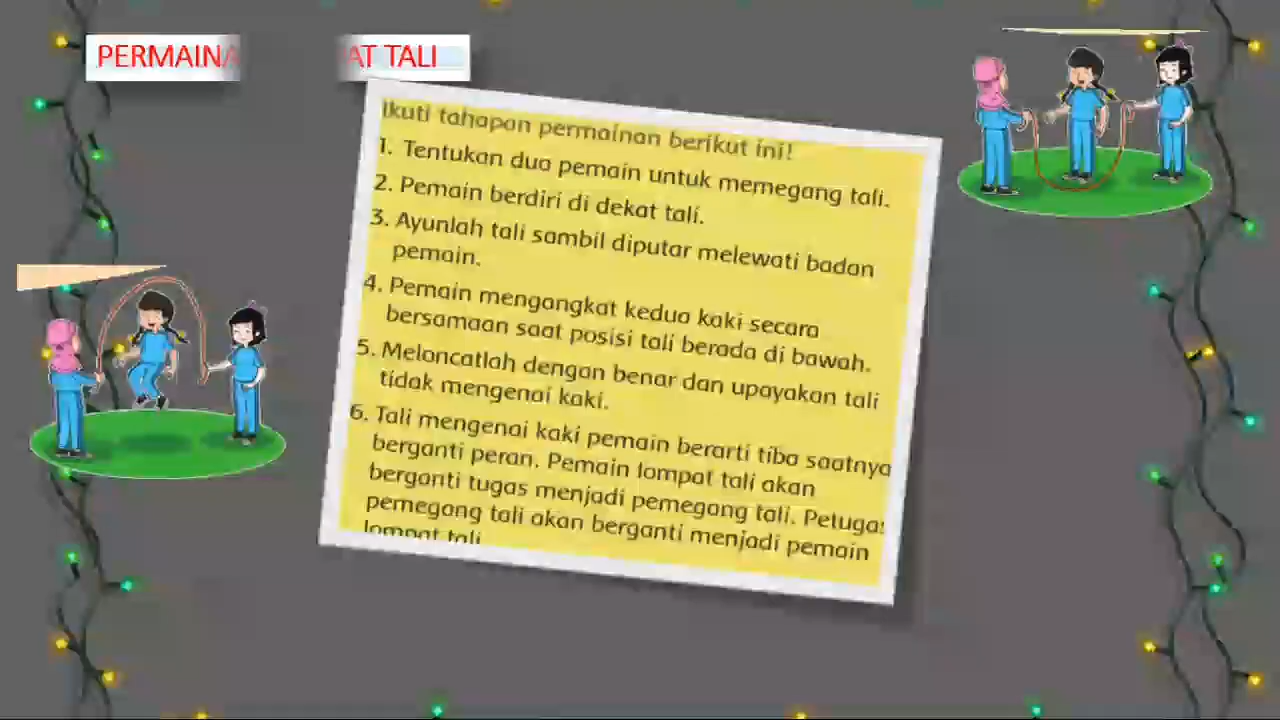 PERMAINA AT TALI
Ikuti tahapan permainan berikut ini!
1. Tentukan dua pemain untuk memegang tali.
2. Pemain berdiri di dekat tali.
3. Ayunlah tali sambil diputar melewati badan
pemain.
4. Pemain mengangkat kedua kaki secara
bersamaan saat posisi tali berada di bawah.
5. Meloncatlah dengan benar dan upayakan tali
tidak mengenai kaki.
6. Tali mengenai kaki pemain berarti tiba saatnya
berganti peran. Pemain lompat tali akan
berganti tugas menjadi pemegang tali. Petugas
pemegang tali akan berganti menjadi pemain
lompat tali